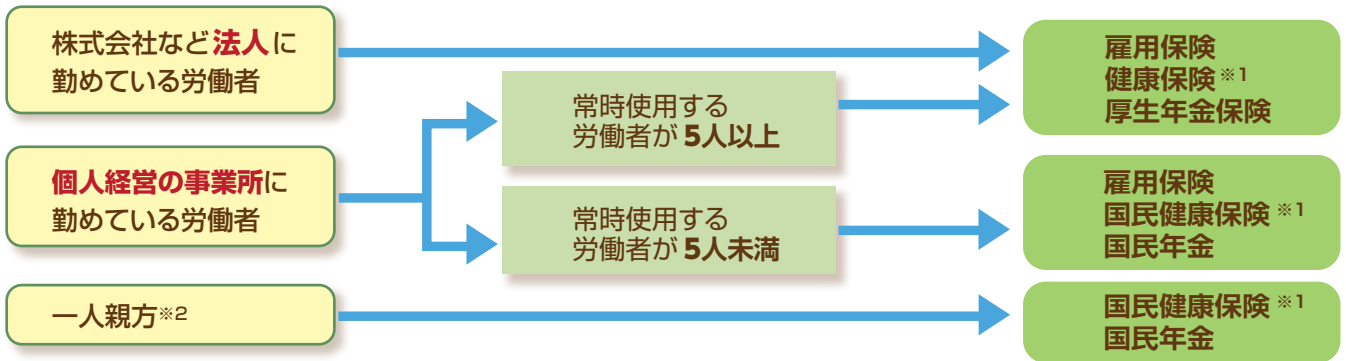 株式会社など法人に
勤めている労働者
雇用保険
健康保険※1
厚生年金保険
常時使用する
労働者が5人以上
個人経営の事業所に
勤めている労働者
常時使用する
労働者が5人未満
雇用保険
国民健康保険※1
国民年金
一人親方※2
国民健康保険※1
国民年金